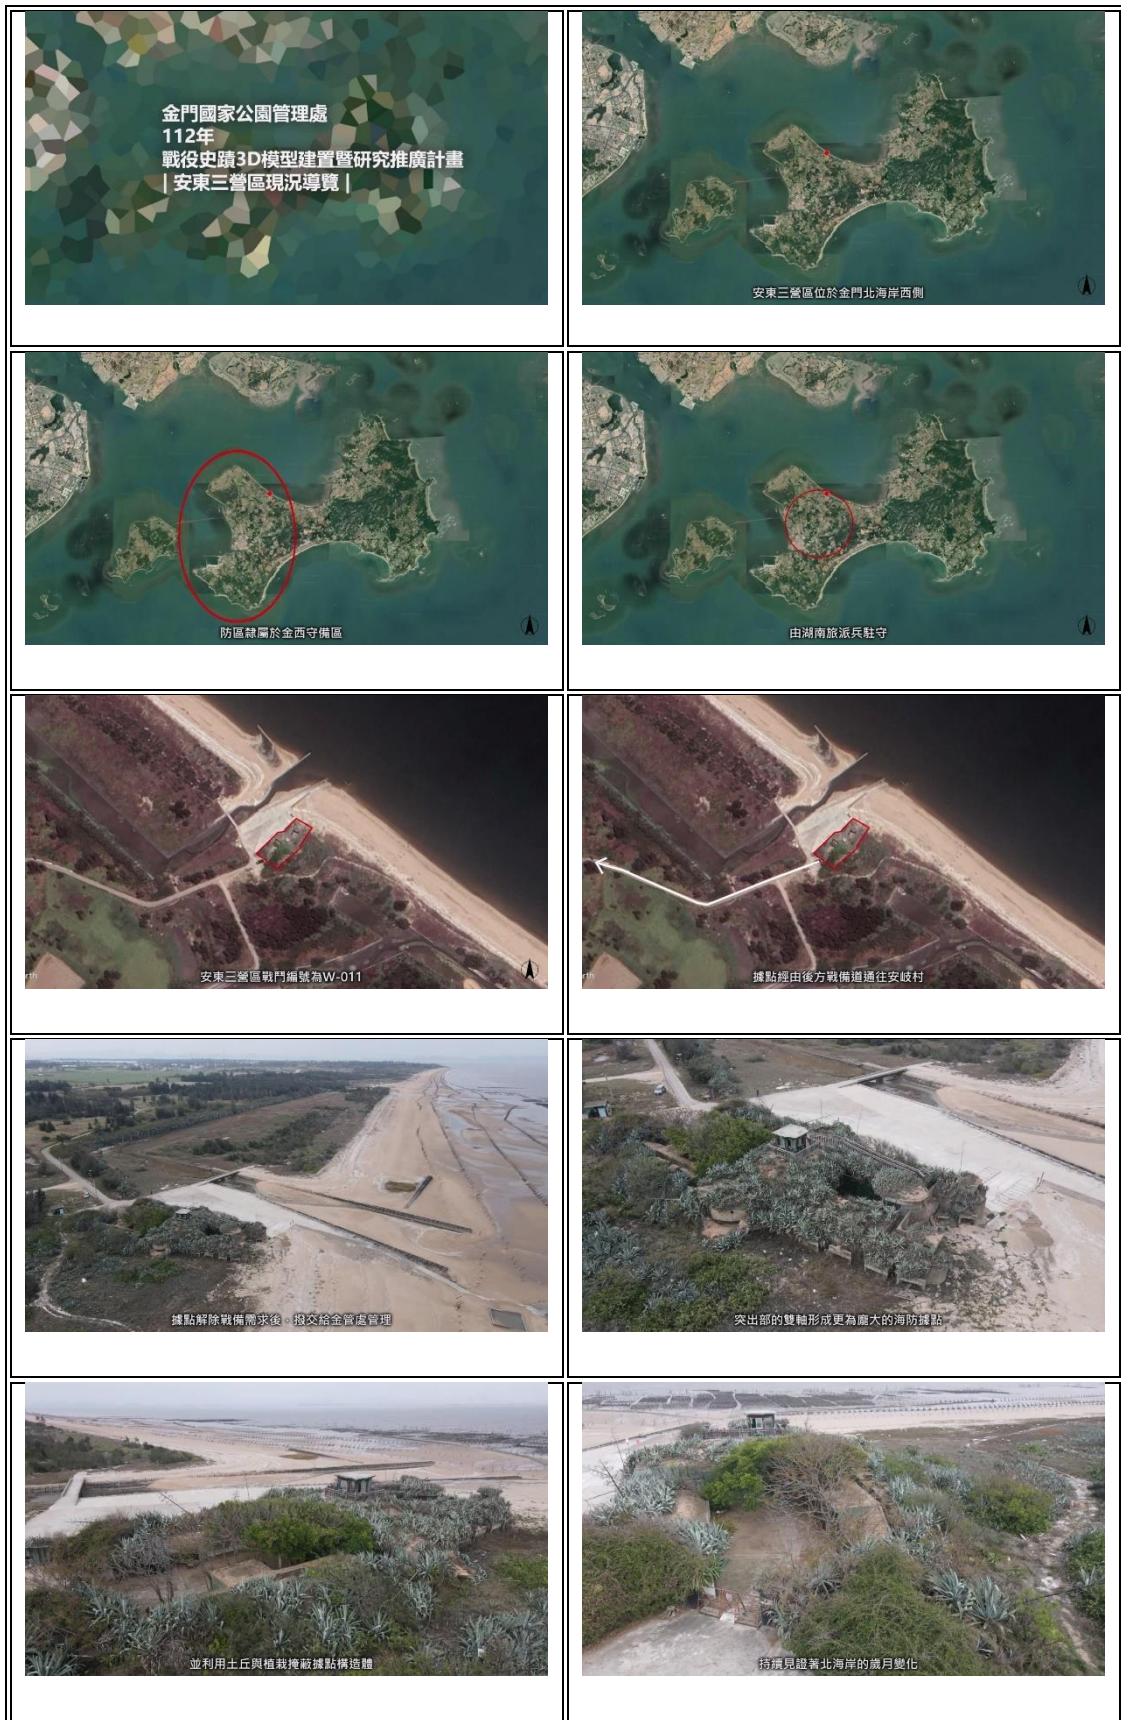 金門國家公園管理處
112年
戰役史蹟3D模型建置暨研究推廣計畫
| 安東三營區現況導覽 |
安東三營區位於金門北海岸西側
防區隸屬於金西守備區
由湖南旅派兵駐守
安東三營區戰鬥編號為W-011
據點經由後方戰備道通往安岐村
據點解除戰備需求後，撥交給金管處管理
突出部的雙軸形成更為龐大的海防據點
並利用土丘與植栽掩蔽據點構造體
持續見證著北海岸的歲月變化